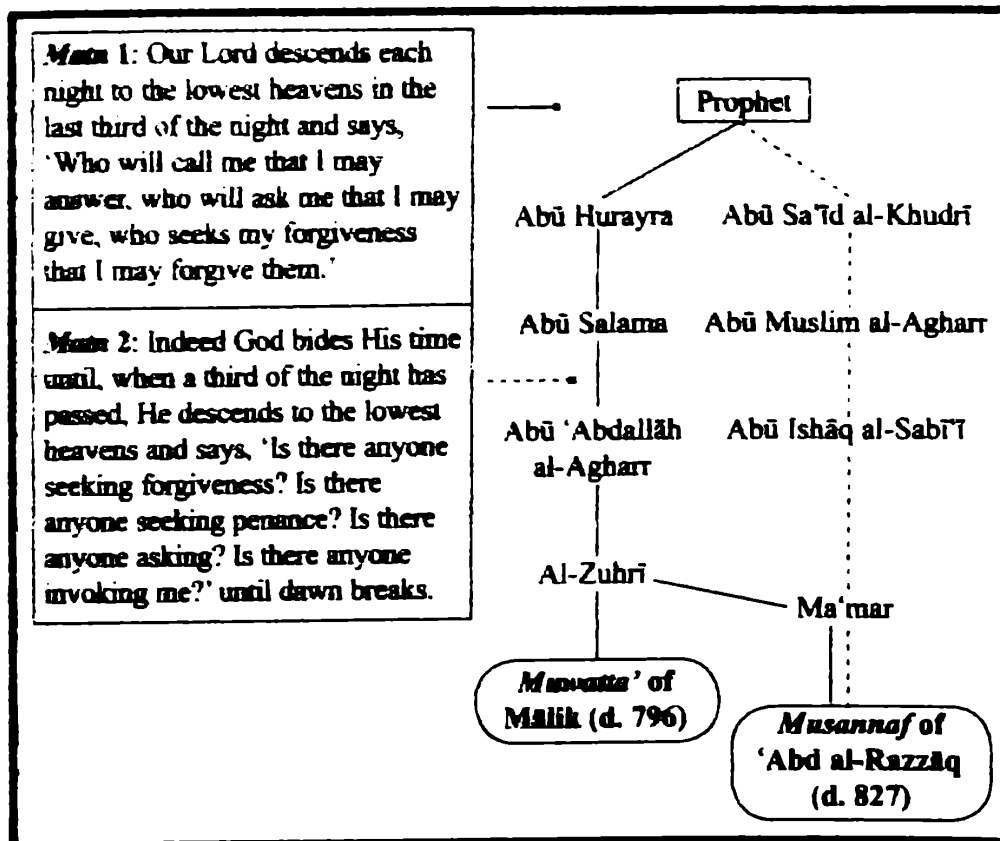 Matn 1: Our Lord descends each
night to the lowest heavens in the
last third of the night and says,
‘Who will call me that I may
answer, who will ask me that I may
give, who seeks my forgiveness
that I may forgive them.’
Matn 2: Indeed God bides His time
until, when a third of the night has
passed, He descends to the lowest
heavens and says, ‘Is there anyone
seeking forgiveness? Is there
anyone seeking penance? Is there
anyone asking? Is there anyone
invoking me?’ until dawn breaks.
Prophet
Abū Hurayra
Abū Sa‘īd al-Khudrī
Abū Salama
Abū Muslim al-Agharr
Abū ‘Abdallāh
al-Agharr
Abū Ishāq al-Sabī‘ī
Al-Zuhrī
Ma‘mar
Muwatta’ of
Mālik (d. 796)
Musannaf of
‘Abd al-Razzāq
(d. 827)